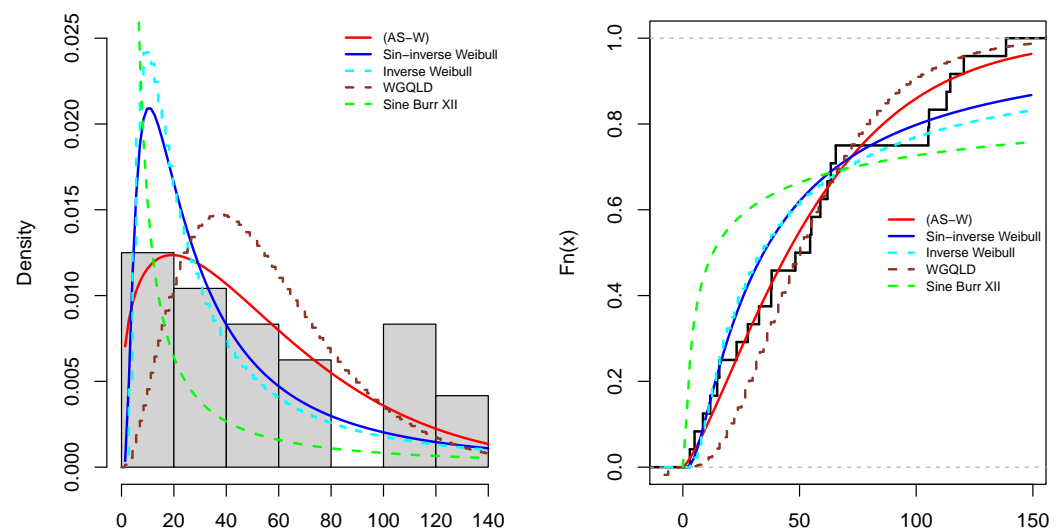 Density
0.000 0.005 0.010 0.015 0.020 0.025
0 20 40 60 80 100 120 140
(AS−W)
Sin−inverse Weibull
Inverse Weibull
WGQLD
Sine Burr XII
Fn(x)
0.0 0.2 0.4 0.6 0.8 1.0
0 50 100 150
(AS−W)
Sin−inverse Weibull
Inverse Weibull
WGQLD
Sine Burr XII